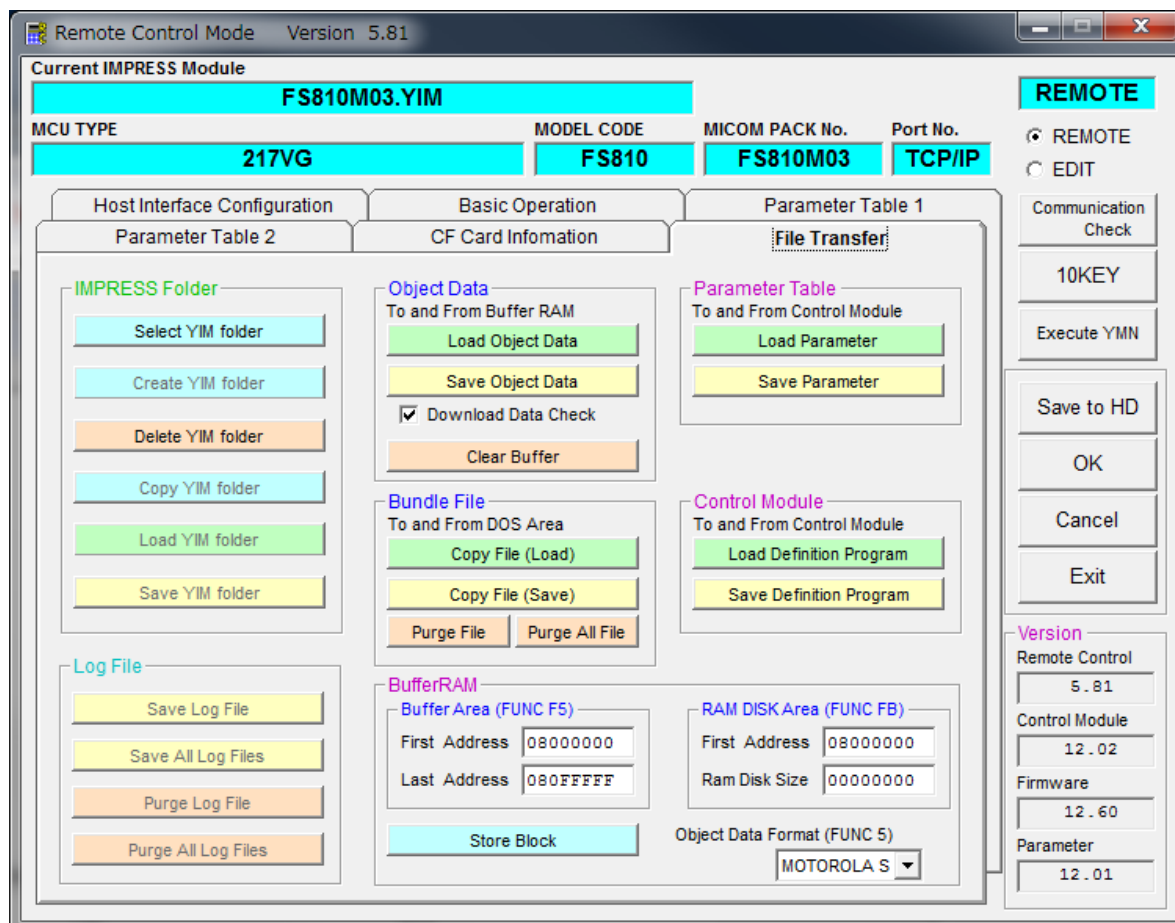 Remote Control Mode Version 5.81
Current IMPRESS Module
FS810M03.YIM
MCU TYPE
MODEL CODE
MICOM PACK No.
Port No.
217VG
FS810
FS810M03
TCP/IP
Host Interface Configuration
Basic Operation
Parameter Table 1
Parameter Table 2
CF Card Infomation
File Transfer
IMPRESS Folder
Select YIM folder
Create YIM folder
Delete YIM folder
Copy YIM folder
Load YIM folder
Save YIM folder
Log File
Save Log File
Save All Log Files
Purge Log File
Purge All Log Files
Object Data
To and From Buffer RAM
Load Object Data
Save Object Data
Download Data Check
Clear Buffer
Bundle File
To and From DOS Area
Copy File (Load)
Copy File (Save)
Purge File
Purge All File
Parameter Table
To and From Control Module
Load Parameter
Save Parameter
Control Module
To and From Control Module
Load Definition Program
Save Definition Program
BufferRAM
Buffer Area (FUNC F5)
First Address 08000000
Last Address 080FFFFF
RAM DISK Area (FUNC FB)
First Address 08000000
Ram Disk Size 00000000
Store Block
Object Data Format (FUNC 5)
MOTOROLA S
REMOTE
REMOTE
EDIT
Communication
Check
10KEY
Execute YMN
Save to HD
OK
Cancel
Exit
Version
Remote Control
5.81
Control Module
12.02
Firmware
12.60
Parameter
12.01